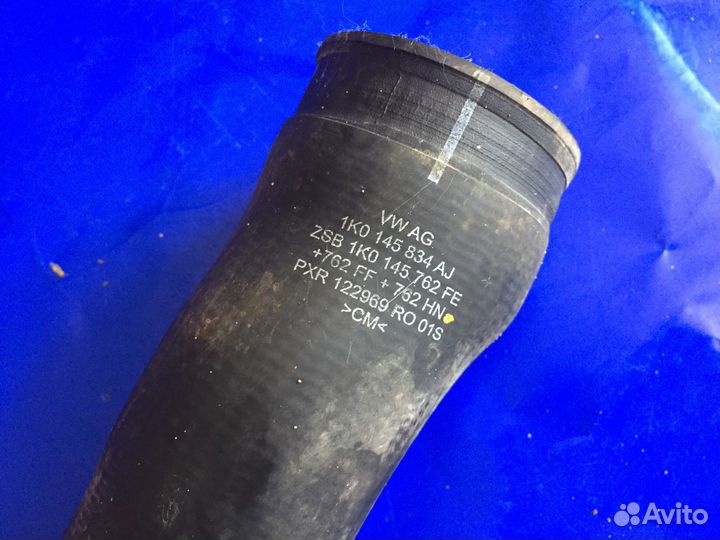 VW AG
1K0 145 834 AJ
ZSB 1K0 145 762 FE
+762 FF + 762 HN
PXR 122969 RO 01S
>CM<
Avito